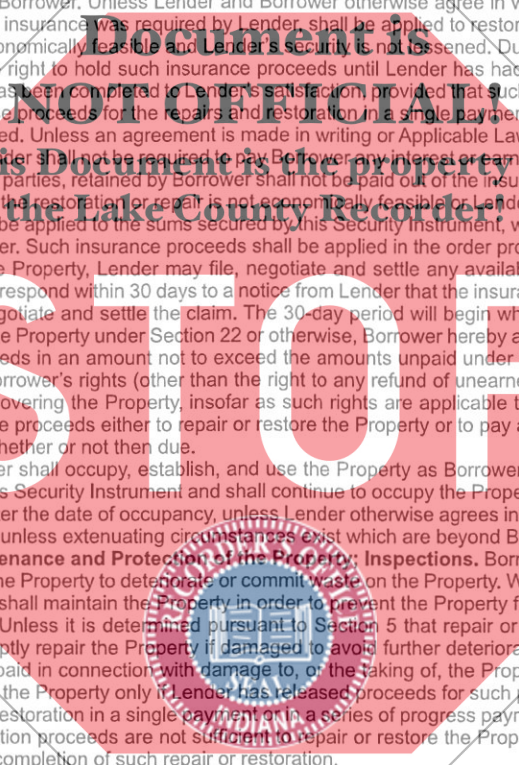 Borrower. Unless Lender and Borrower otherwise agree in w
insurance was required by Lender, shall be applied to restor
onomically feasible and Lender's security is not lessened. Du
right to hold such insurance proceeds until Lender has had
as been completed to Lender's satisfaction, provided that suc
e proceeds for the repairs and restoration in a single paymen
ed. Unless an agreement is made in writing or Applicable Law
der shall not be required to pay Borrower any interest or earn
parties, retained by Borrower shall not be paid out of the insu
the restoration or repair is not economically feasible or Lende
be applied to the sums secured by this Security Instrument, w
er. Such insurance proceeds shall be applied in the order pro
Property, Lender may file, negotiate and settle any availab
respond within 30 days to a notice from Lender that the insura
gotiate and settle the claim. The 30-day period will begin wh
e Property under Section 22 or otherwise, Borrower hereby a
eds in an amount not to exceed the amounts unpaid under
orrower's rights (other than the right to any refund of unearne
overing the Property, insofar as such rights are applicable t
e proceeds either to repair or restore the Property or to pay a
hether or not then due.
er shall occupy, establish, and use the Property as Borrower
s Security Instrument and shall continue to occupy the Prope
er the date of occupancy, unless Lender otherwise agrees in
unless extenuating circumstances exist which are beyond B
enance and Protection of the Property; Inspections. Borr
he Property to deteriorate or commit waste on the Property. W
shall maintain the Property in order to prevent the Property f
Unless it is determined pursuant to Section 5 that repair or
ptly repair the Property if damaged to avoid further deteriora
paid in connection with damage to, or the taking of, the Prop
the Property only if Lender has released proceeds for such
estoration in a single payment or in a series of progress paym
tion proceeds are not sufficient to repair or restore the Prop
completion of such repair or restoration.
Document is
NOT OFFICIAL!
is Document is the property
the Lake County Recorder!
STOP
RECORDER'S OFFICE
SEAL
INDIANA